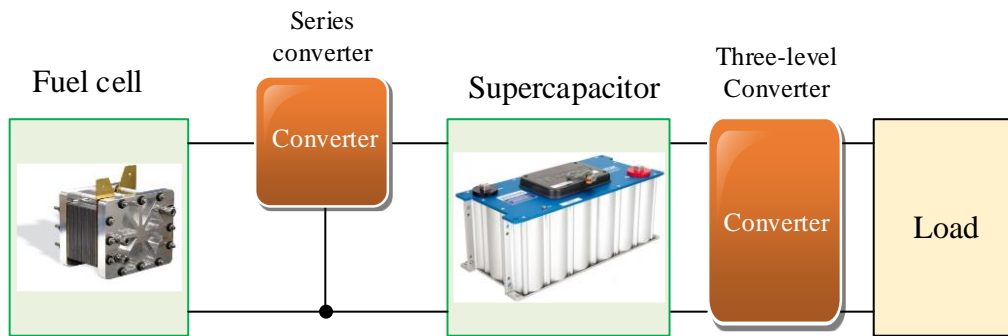 Series
converter
Fuel cell
Converter
Supercapacitor
Three-level
Converter
Converter
Load